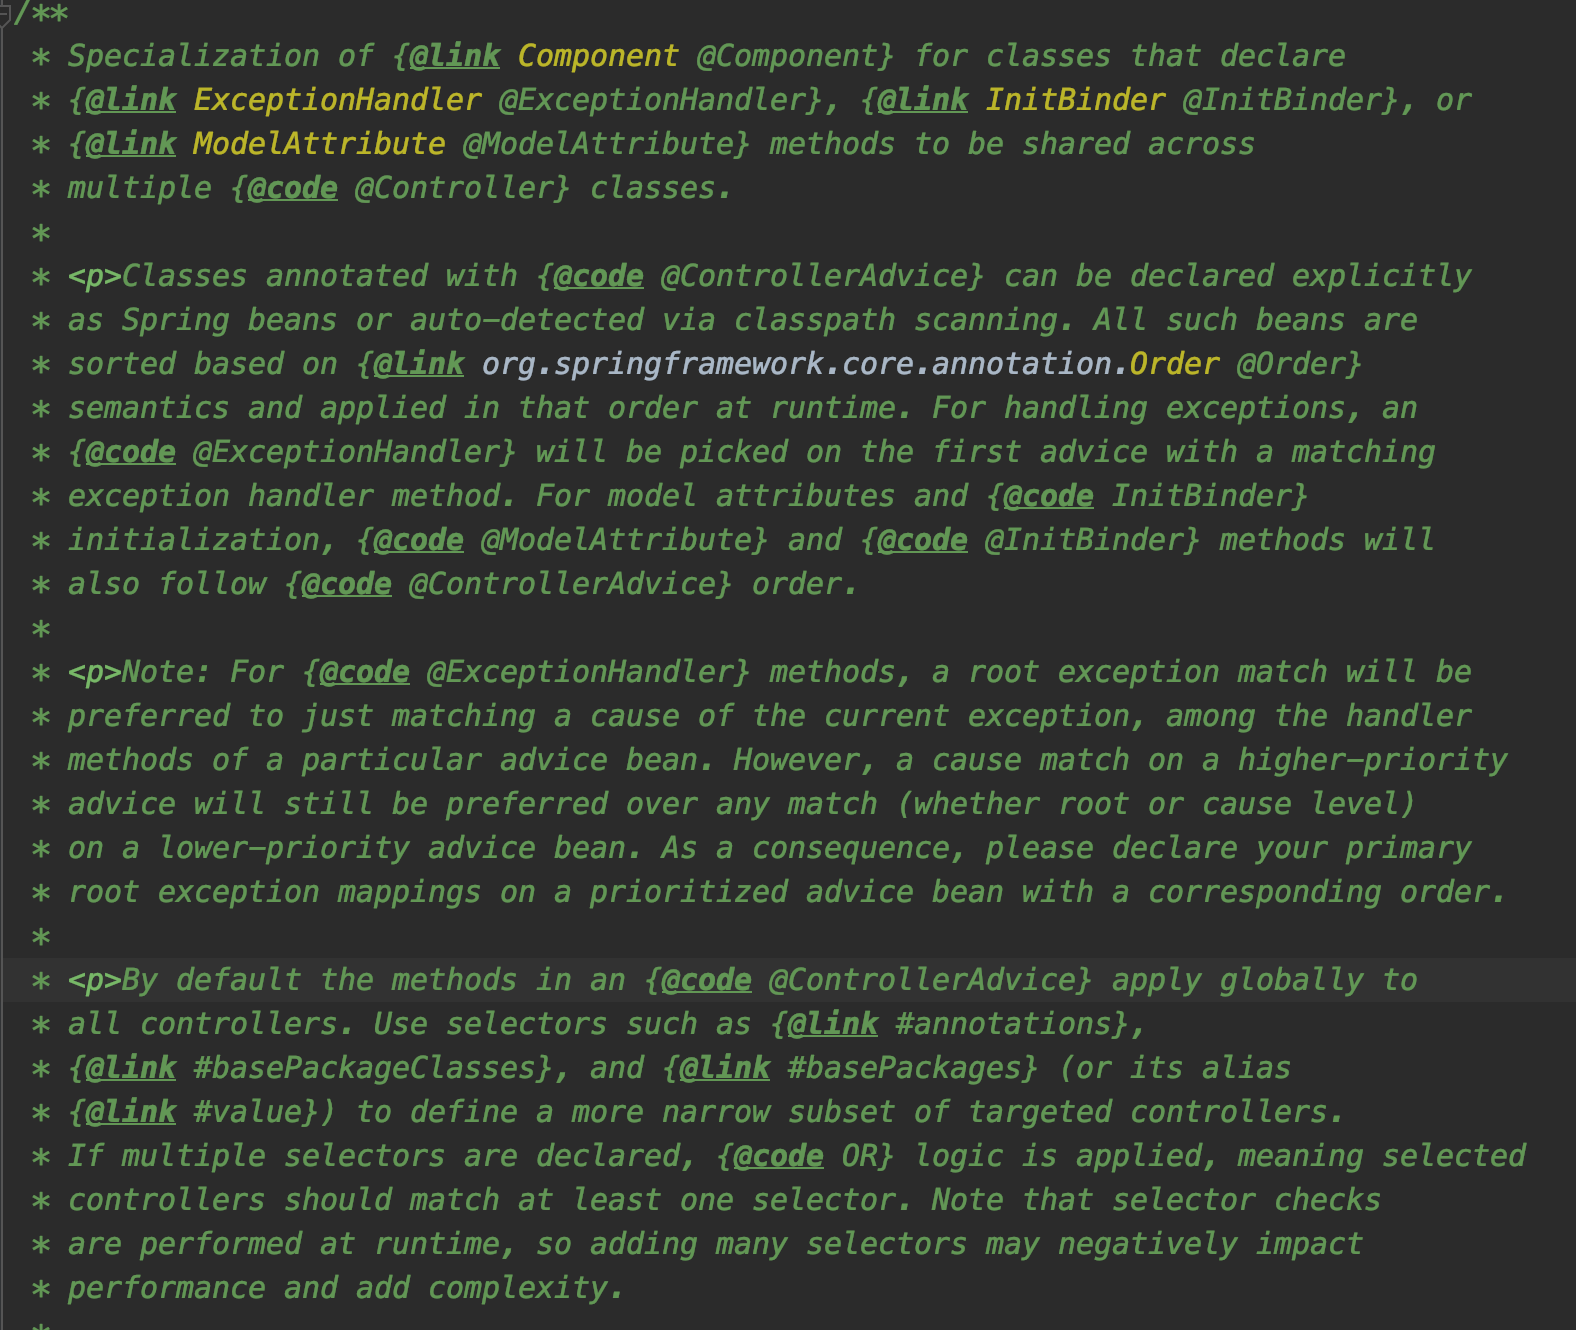 /**
* Specialization of {@link Component @Component} for classes that declare
* {@link ExceptionHandler @ExceptionHandler}, {@link InitBinder @InitBinder}, or
* {@link ModelAttribute @ModelAttribute} methods to be shared across
* multiple {@code @Controller} classes.
*
* <p>Classes annotated with {@code @ControllerAdvice} can be declared explicitly
* as Spring beans or auto-detected via classpath scanning. All such beans are
* sorted based on {@link org.springframework.core.annotation.Order @Order}
* semantics and applied in that order at runtime. For handling exceptions, an
* {@code @ExceptionHandler} will be picked on the first advice with a matching
* exception handler method. For model attributes and {@code InitBinder}
* initialization, {@code @ModelAttribute} and {@code @InitBinder} methods will
* also follow {@code @ControllerAdvice} order.
*
* <p>Note: For {@code @ExceptionHandler} methods, a root exception match will be
* preferred to just matching a cause of the current exception, among the handler
* methods of a particular advice bean. However, a cause match on a higher-priority
* advice will still be preferred over any match (whether root or cause level)
* on a lower-priority advice bean. As a consequence, please declare your primary
* root exception mappings on a prioritized advice bean with a corresponding order.
*
* <p>By default the methods in an {@code @ControllerAdvice} apply globally to
* all controllers. Use selectors such as {@link #annotations},
* {@link #basePackageClasses}, and {@link #basePackages} (or its alias
* {@link #value}) to define a more narrow subset of targeted controllers.
* If multiple selectors are declared, {@code OR} logic is applied, meaning selected
* controllers should match at least one selector. Note that selector checks
* are performed at runtime, so adding many selectors may negatively impact
* performance and add complexity.
*